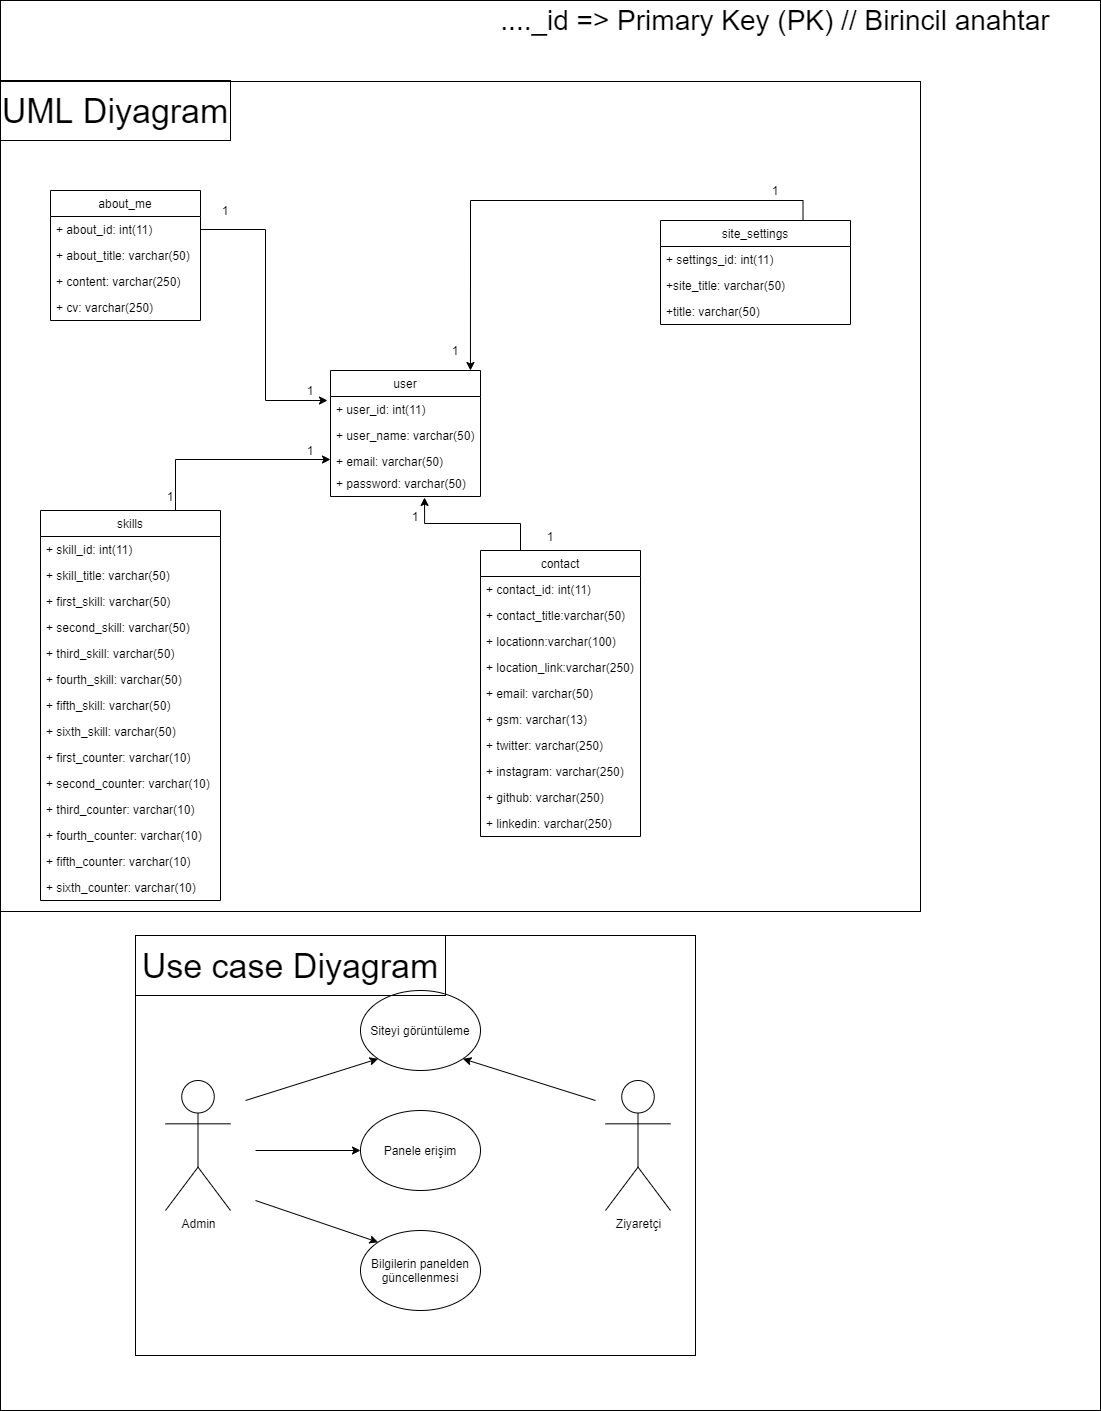 ...._id => Primary Key (PK) // Birincil anahtar
UML Diyagram
about_me
+ about_id: int(11)
+ about_title: varchar(50)
+ content: varchar(250)
+ cv: varchar(250)
1
1
1
site_settings
+ settings_id: int(11)
+site_title: varchar(50)
+title: varchar(50)
1
user
+ user_id: int(11)
+ user_name: varchar(50)
+ email: varchar(50)
+ password: varchar(50)
1
1
skills
+ skill_id: int(11)
+ skill_title: varchar(50)
+ first_skill: varchar(50)
+ second_skill: varchar(50)
+ third_skill: varchar(50)
+ fourth_skill: varchar(50)
+ fifth_skill: varchar(50)
+ sixth_skill: varchar(50)
+ first_counter: varchar(10)
+ second_counter: varchar(10)
+ third_counter: varchar(10)
+ fourth_counter: varchar(10)
+ fifth_counter: varchar(10)
+ sixth_counter: varchar(10)
1
1
contact
+ contact_id: int(11)
+ contact_title:varchar(50)
+ locationn:varchar(100)
+ location_link:varchar(250)
+ email: varchar(50)
+ gsm: varchar(13)
+ twitter: varchar(250)
+ instagram: varchar(250)
+ github: varchar(250)
+ linkedin: varchar(250)
Use case Diyagram
Siteyi görüntüleme
Panele erişim
Admin
Ziyaretçi
Bilgilerin panelden
güncellenmesi